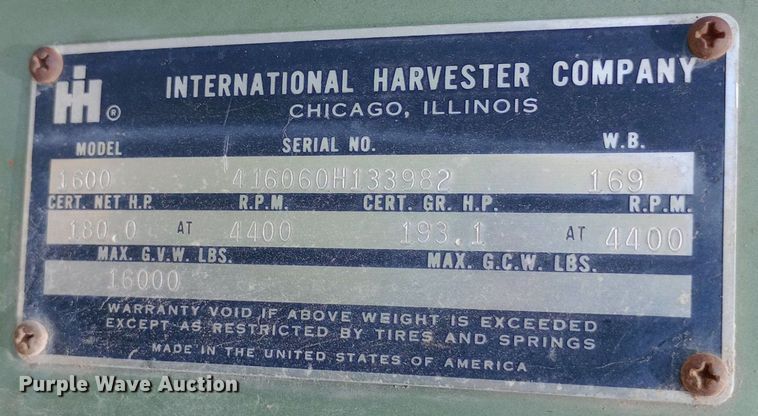 IH ® INTERNATIONAL HARVESTER COMPANY
CHICAGO, ILLINOIS
MODEL SERIAL NO. W.B.
1600 416060H133982 169
CERT. NET H.P. R.P.M. CERT. GR. H.P. R.P.M.
180.0 AT 4400 193.1 AT 4400
MAX. G.V.W. LBS. MAX. G.C.W. LBS.
16000
WARRANTY VOID IF ABOVE WEIGHT IS EXCEEDED
EXCEPT AS RESTRICTED BY TIRES AND SPRINGS
MADE IN THE UNITED STATES OF AMERICA
Purple Wave Auction